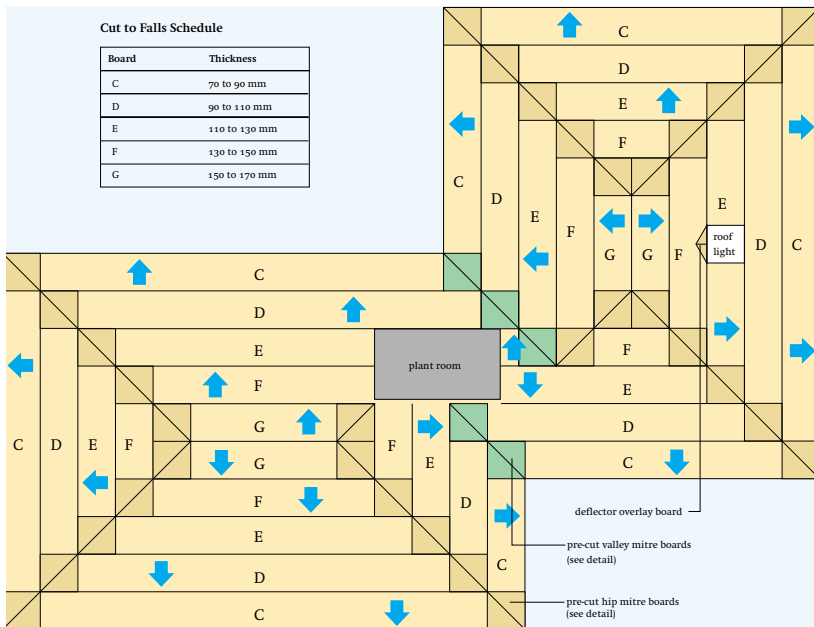 Cut to Falls Schedule
Board Thickness
C 70 to 90 mm
D 90 to 110 mm
E 110 to 130 mm
F 130 to 150 mm
G 150 to 170 mm
C
D
E
F
C
D
E
F
G
G
F
E
D
C
roof
light
F
E
D
C
C
D
E
F
G
G
F
E
D
C
C
D
E
F
F
E
D
C
plant room
deflector overlay board
pre-cut valley mitre boards
(see detail)
pre-cut hip mitre boards
(see detail)